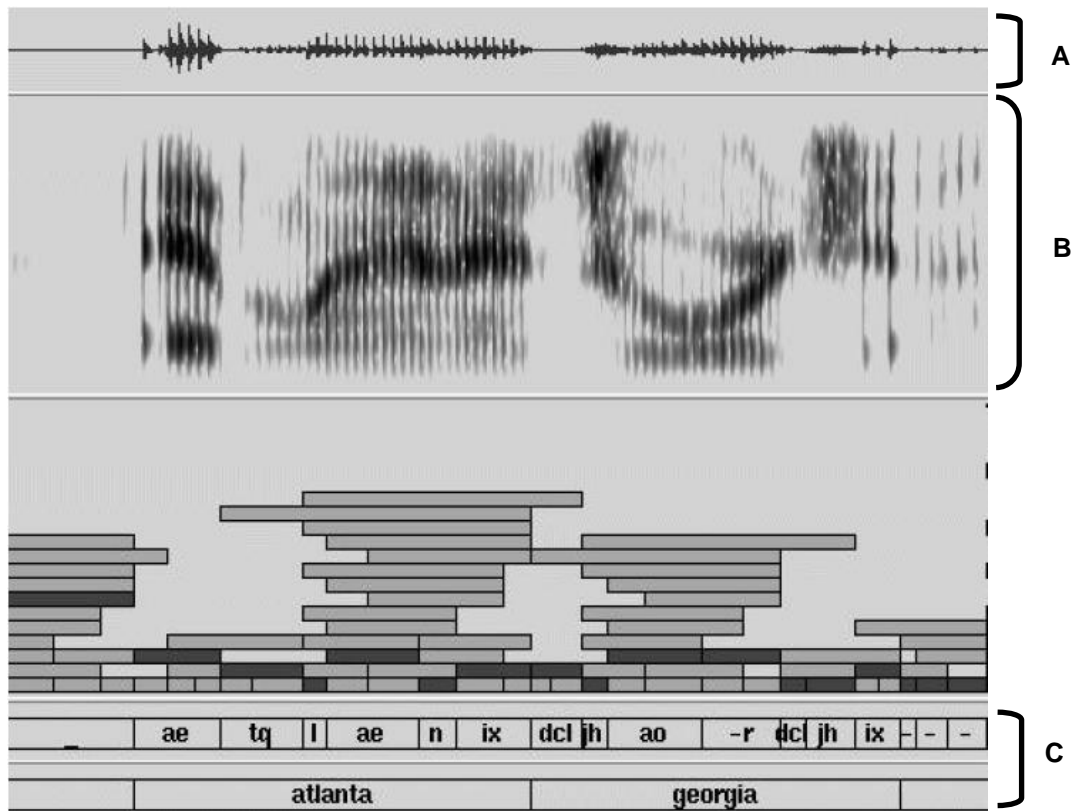 A
B
_ ae tq l ae n ix dcl jh ao -r dcl jh ix - - -
C
atlanta georgia